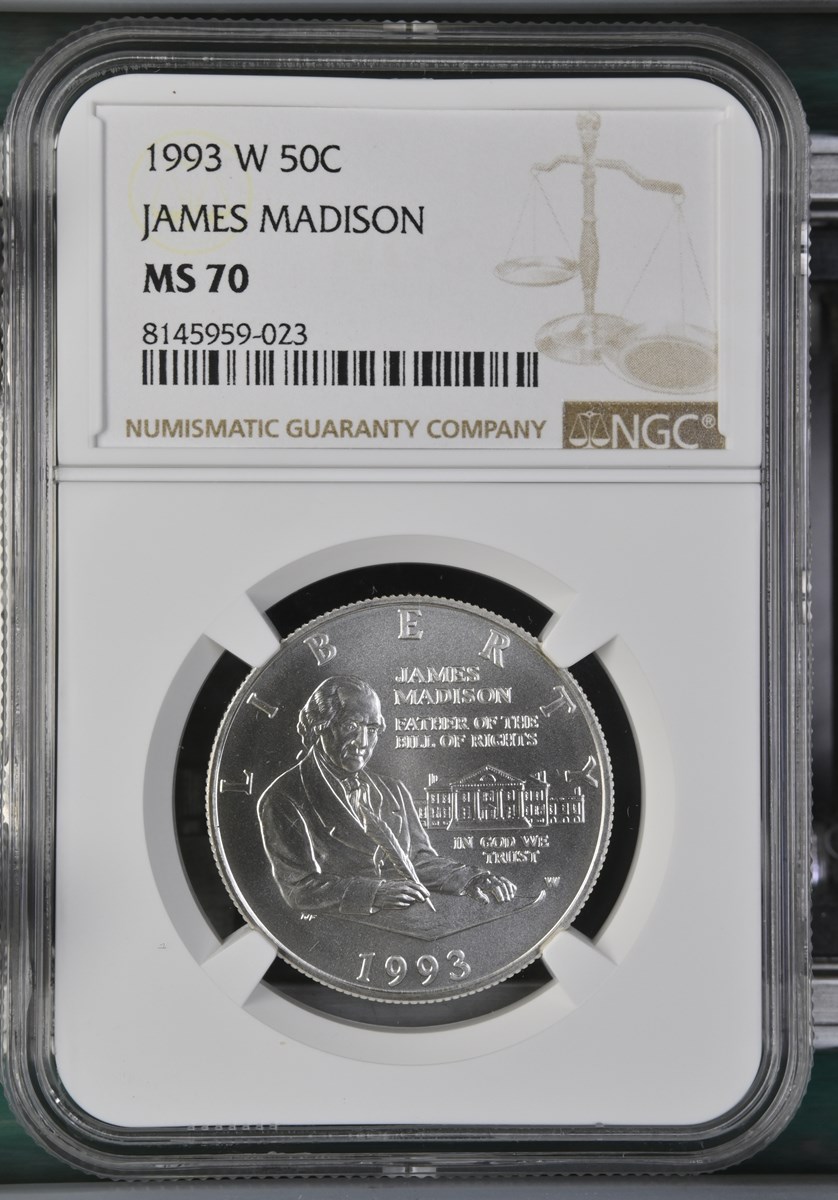 1993 W 50C
JAMES MADISON
MS 70
8145959-023
NUMISMATIC GUARANTY COMPANY
NGC®
LIBERTY
JAMES
MADISON
FATHER OF THE
BILL OF RIGHTS
IN GOD WE
TRUST
W
1993